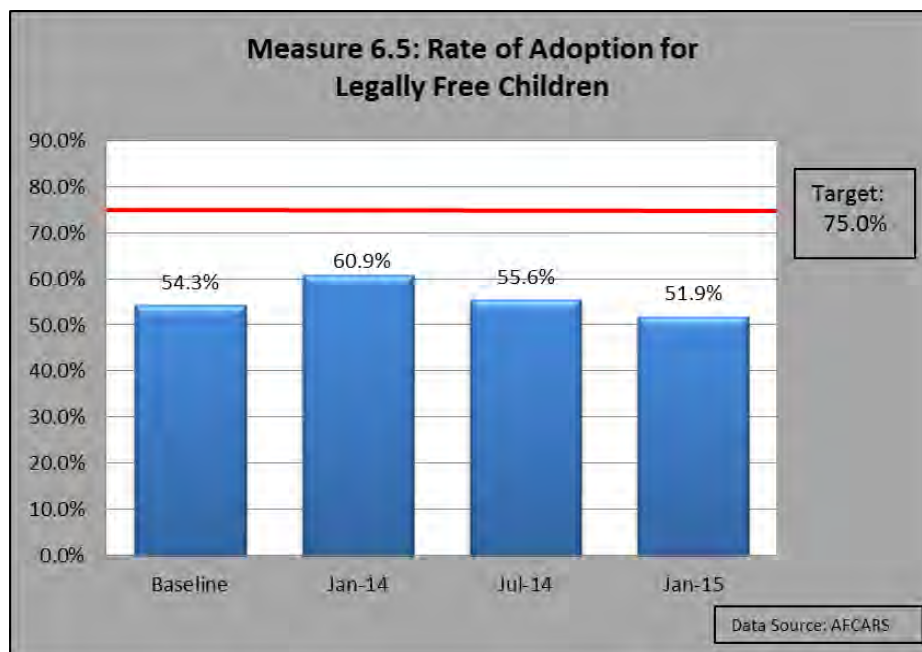 Measure 6.5: Rate of Adoption for
Legally Free Children
90.0%
80.0%
70.0%
60.0%
50.0%
40.0%
30.0%
20.0%
10.0%
0.0%
54.3%
60.9%
55.6%
51.9%
Baseline
Jan-14
Jul-14
Jan-15
Target:
75.0%
Data Source: AFCARS